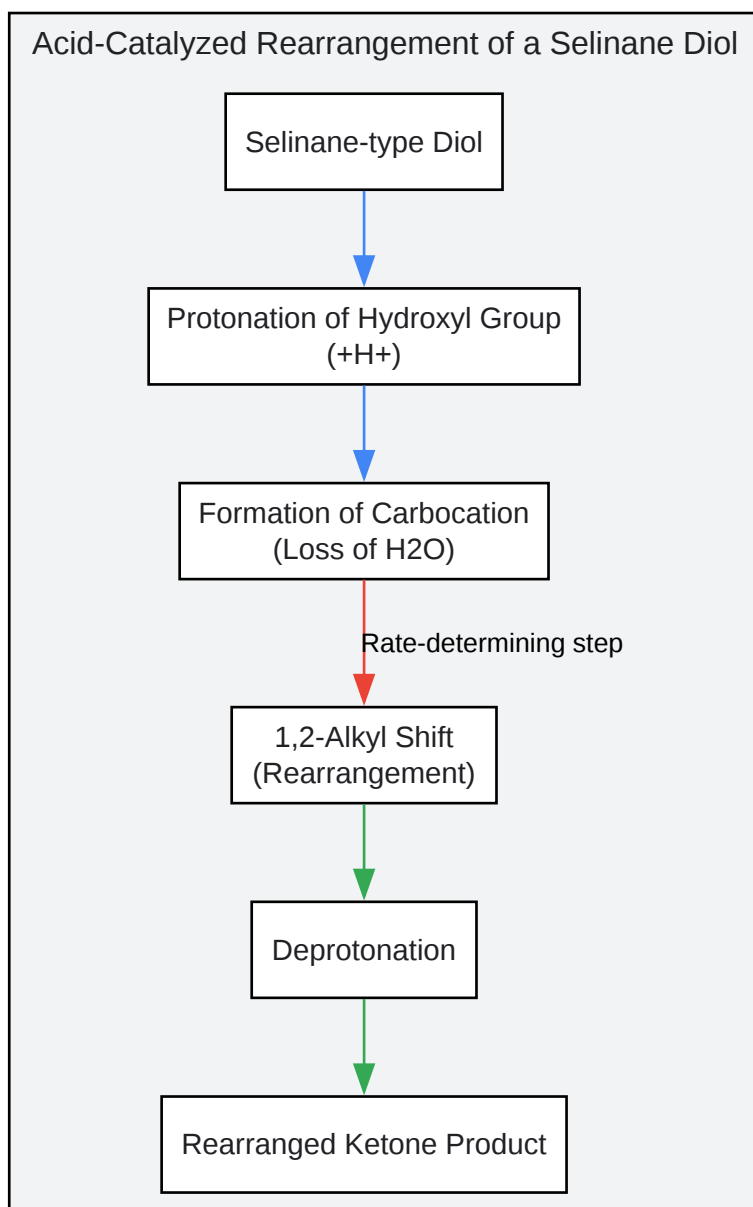 Acid-Catalyzed Rearrangement of a Selinane Diol
Selinane-type Diol
Protonation of Hydroxyl Group
(+H+)
Formation of Carbocation
(Loss of H2O)
Rate-determining step
1,2-Alkyl Shift
(Rearrangement)
Deprotonation
Rearranged Ketone Product